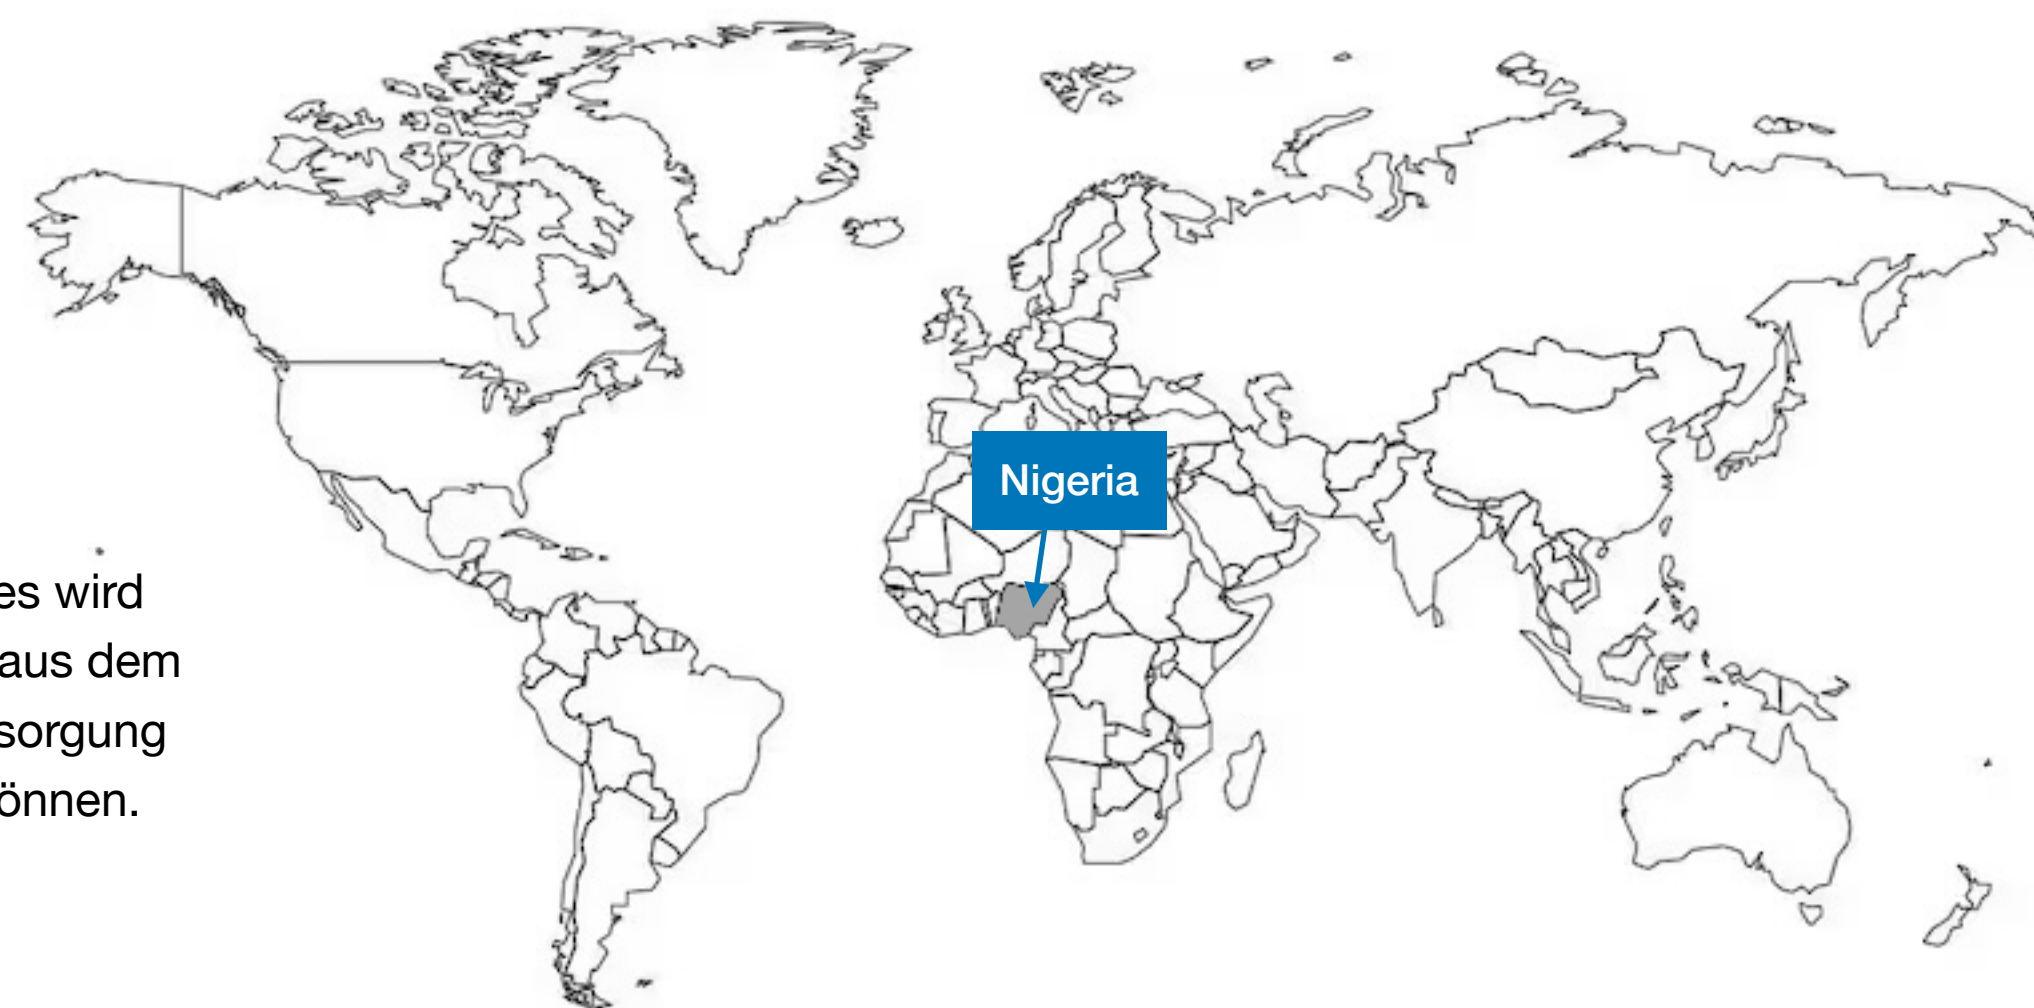 Nigeria
es wird
aus dem
sorgung
önnen.